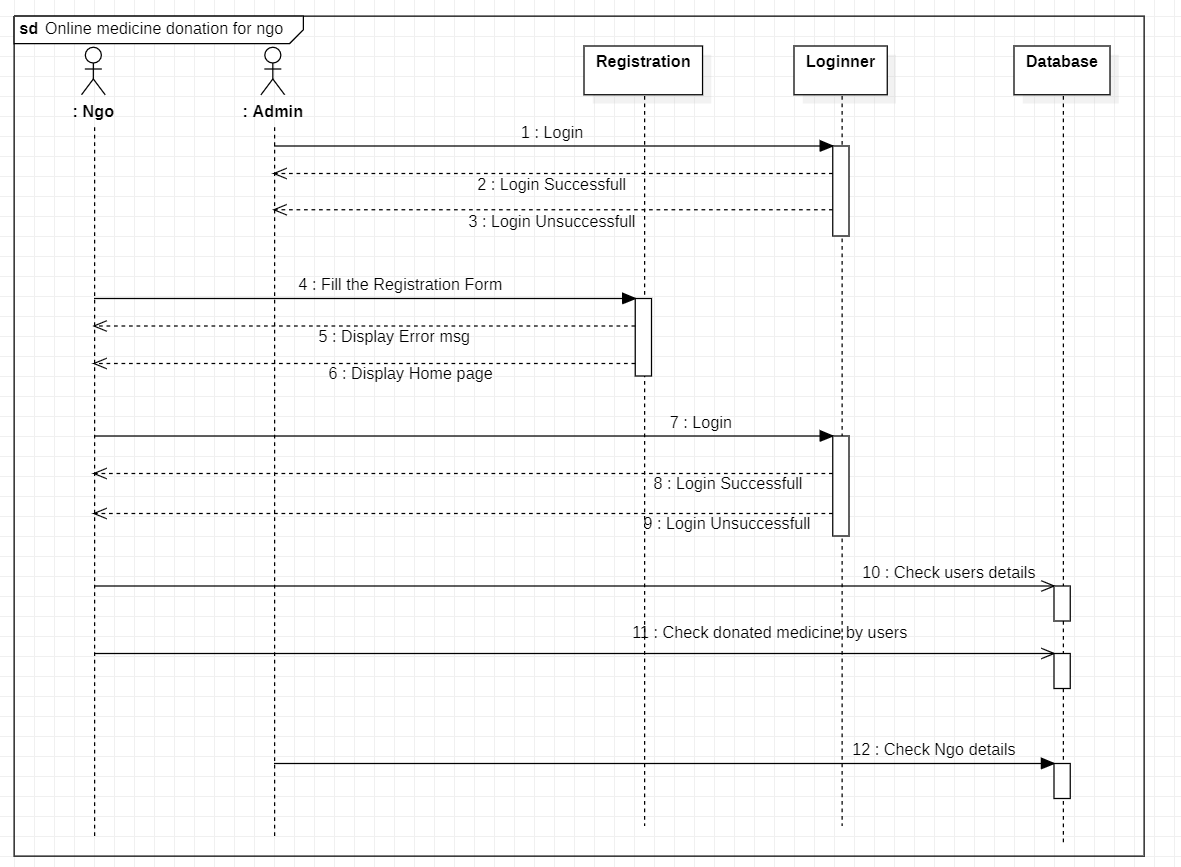 sd Online medicine donation for ngo
: Ngo
: Admin
Registration
Loginner
Database
1 : Login
2 : Login Successfull
3 : Login Unsuccessfull
4 : Fill the Registration Form
5 : Display Error msg
6 : Display Home page
7 : Login
8 : Login Successfull
9 : Login Unsuccessfull
10 : Check users details
11 : Check donated medicine by users
12 : Check Ngo details